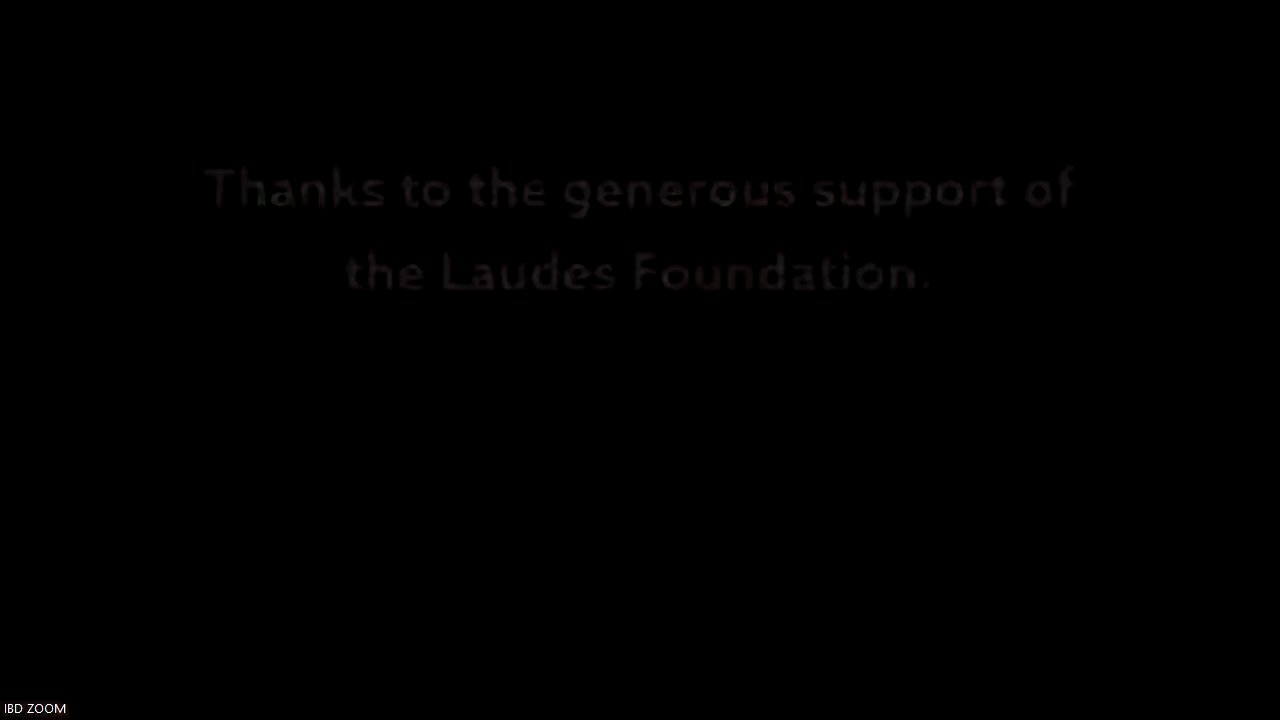 Thanks to the generous support of
the Laudes Foundation.
IBD ZOOM